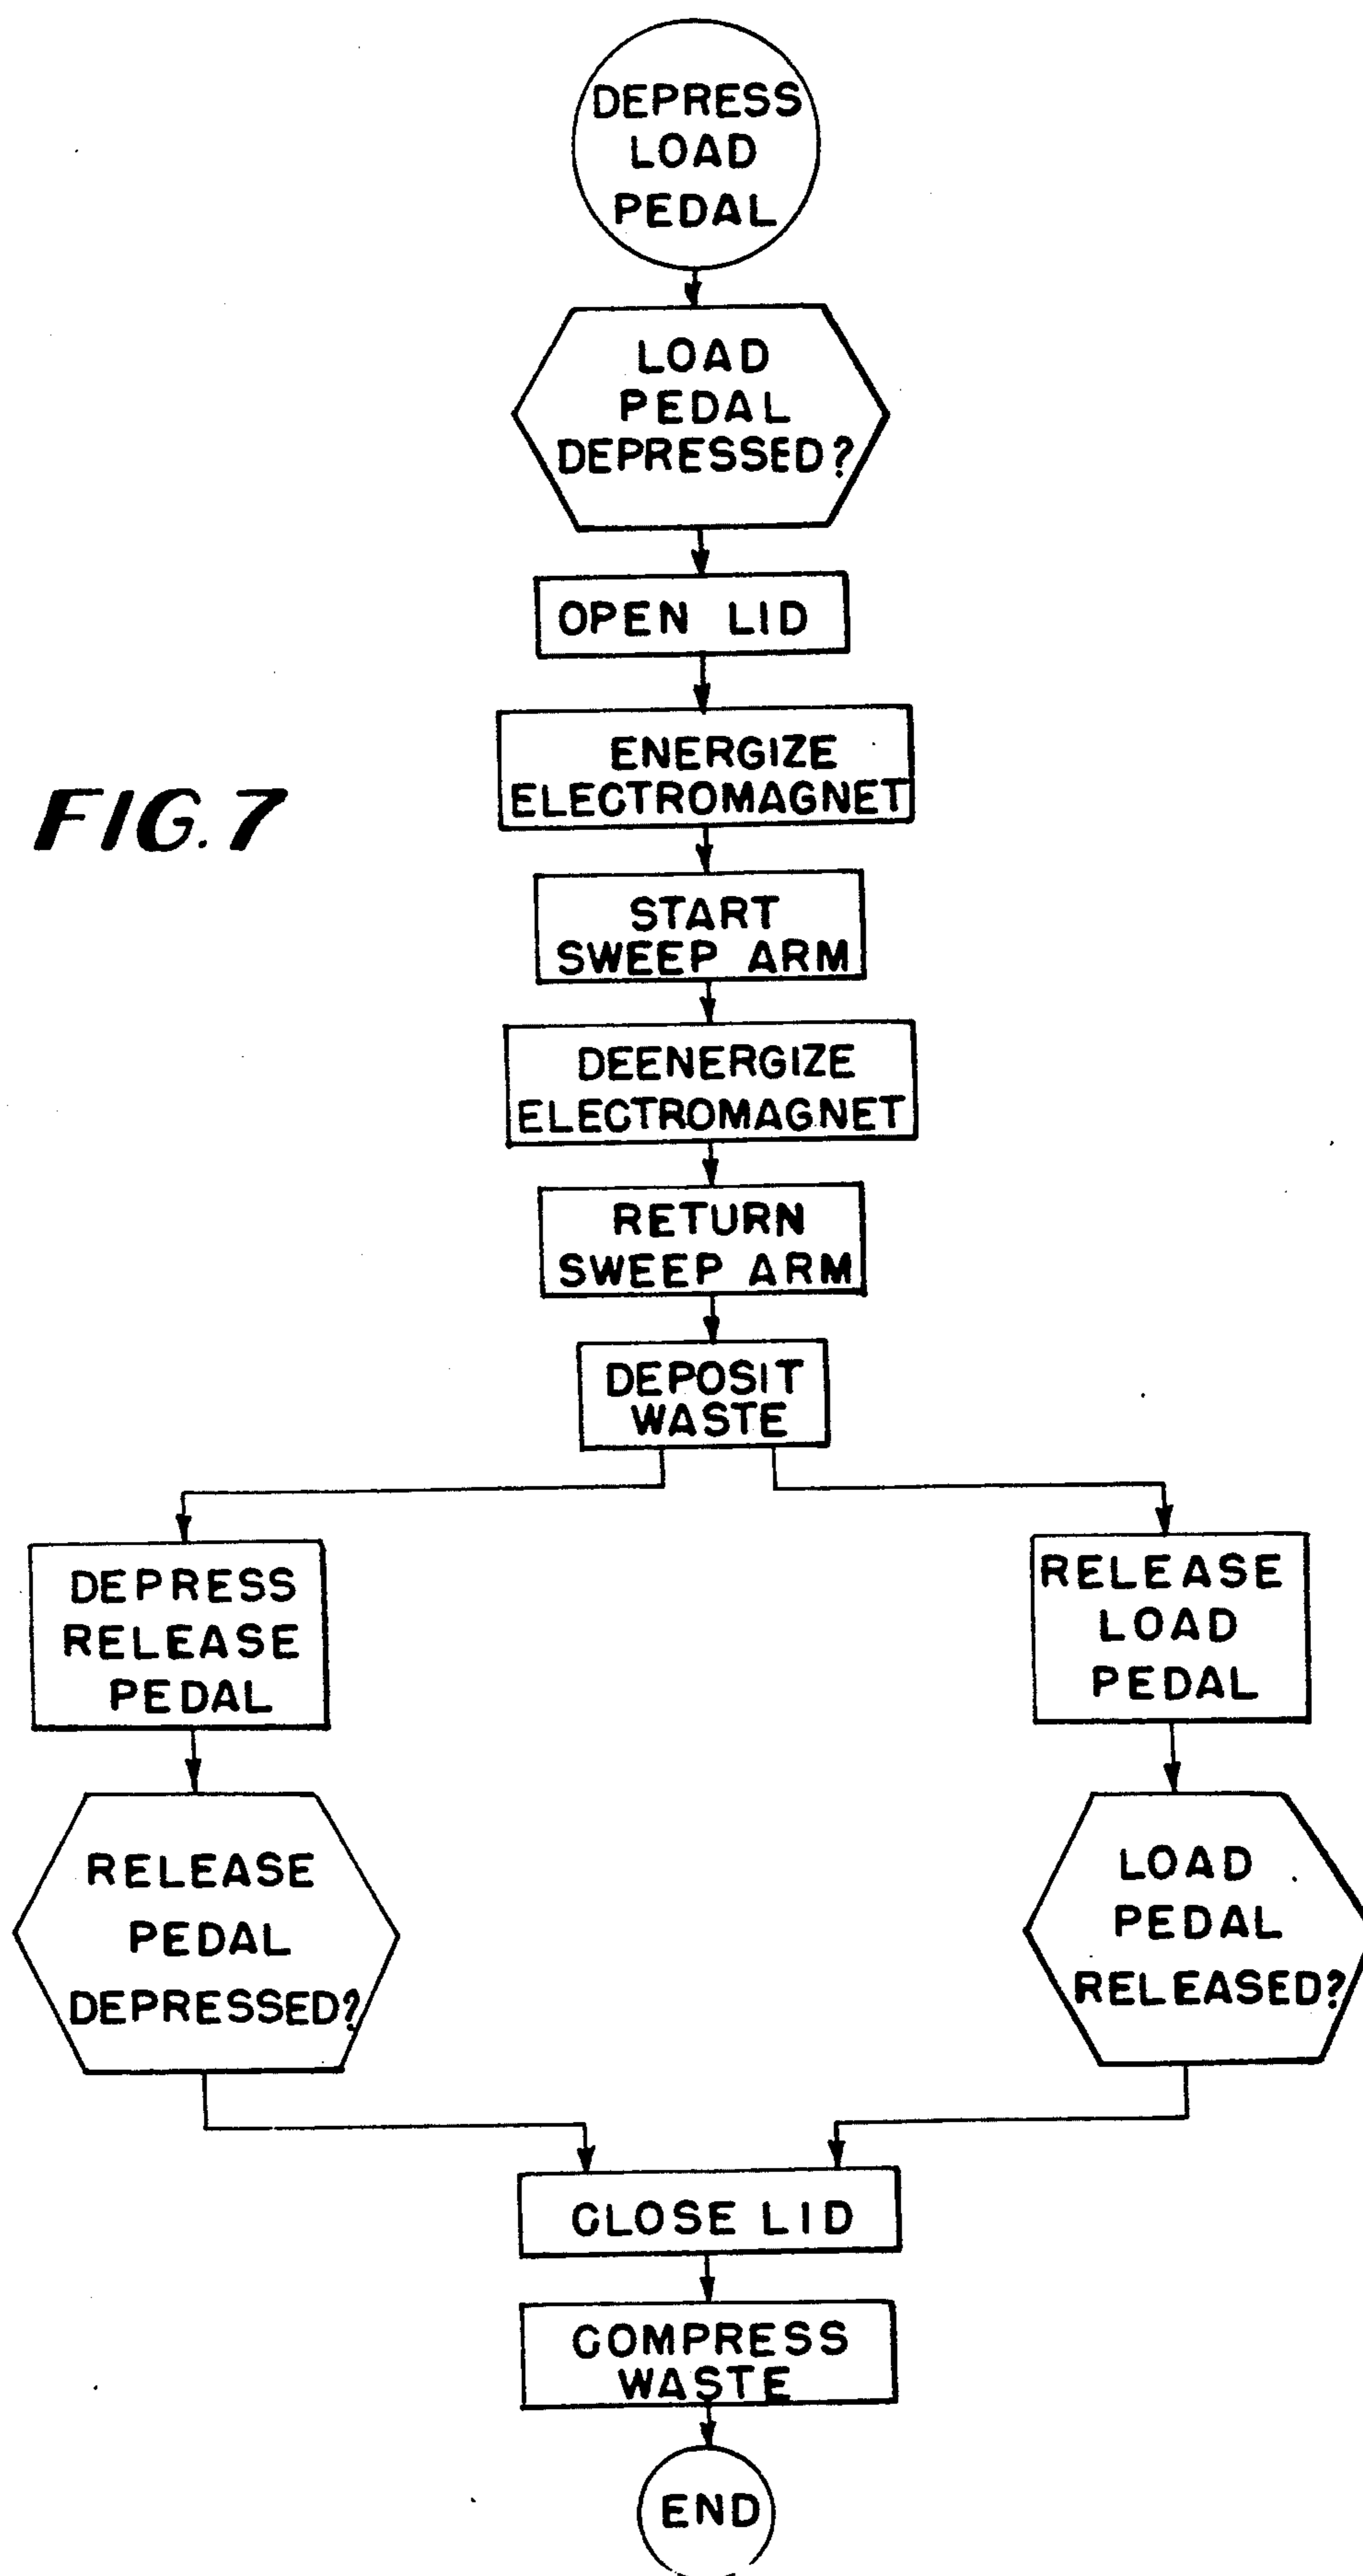 DEPRESS
LOAD
PEDAL
LOAD
PEDAL
DEPRESSED?
OPEN LID
ENERGIZE
ELECTROMAGNET
FIG. 7
START
SWEEP ARM
DEENERGIZE
ELECTROMAGNET
RETURN
SWEEP ARM
DEPOSIT
WASTE
DEPRESS
RELEASE
PEDAL
RELEASE
LOAD
PEDAL
RELEASE
PEDAL
DEPRESSED?
LOAD
PEDAL
RELEASED?
CLOSE LID
COMPRESS
WASTE
END